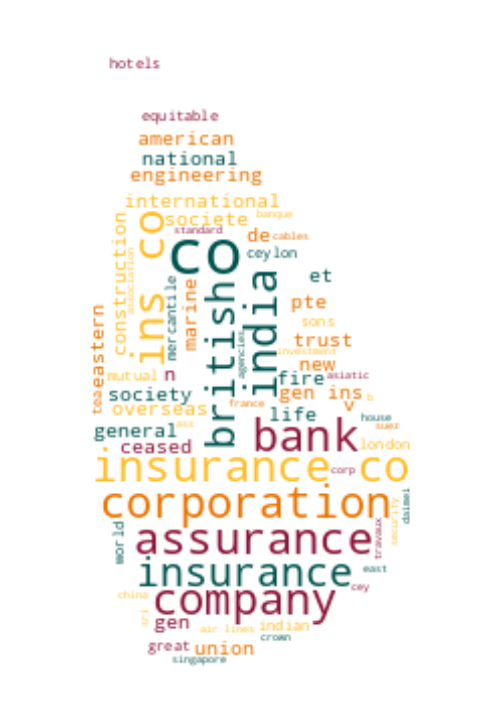 hotels
equitable
american
national
engineering
international
societe
banque
standard
de
cables
co
ceylon
ins co
construction
association
et
mercantile
marine
british
india
agencies
pte
sons
eastern
trust
investment
new
tea
mutual
n
fire
asiatic
society
gen ins
b
overseas
france
v
life
house
ass
suez
general
ceased
bank
london
insurance co
corp
corporation
daimei
security
world
assurance
travaux
insurance
east
cey
china
company
sri
gen
air lines
indian
crown
great
union
singapore